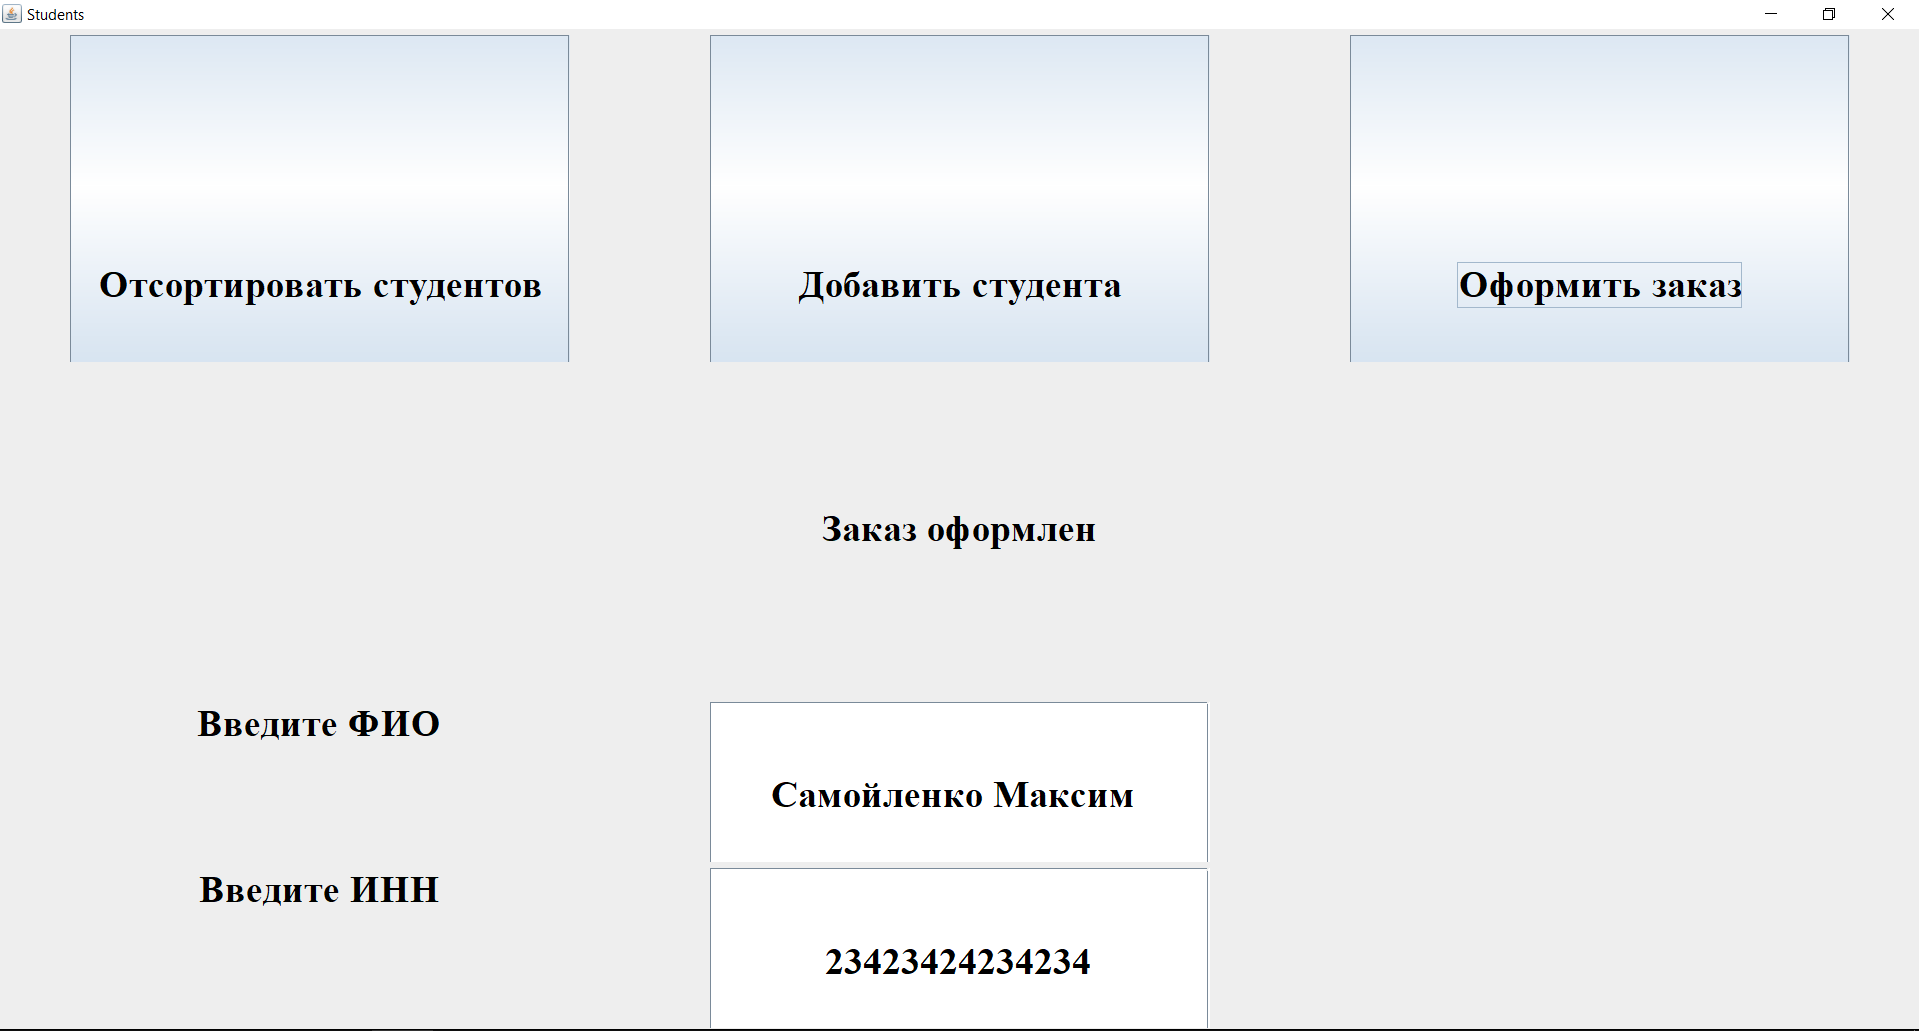 Students
Отсортировать студентов
Добавить студента
Оформить заказ
Заказ оформлен
Введите ФИО
Самойленко Максим
Введите ИНН
23423424234234